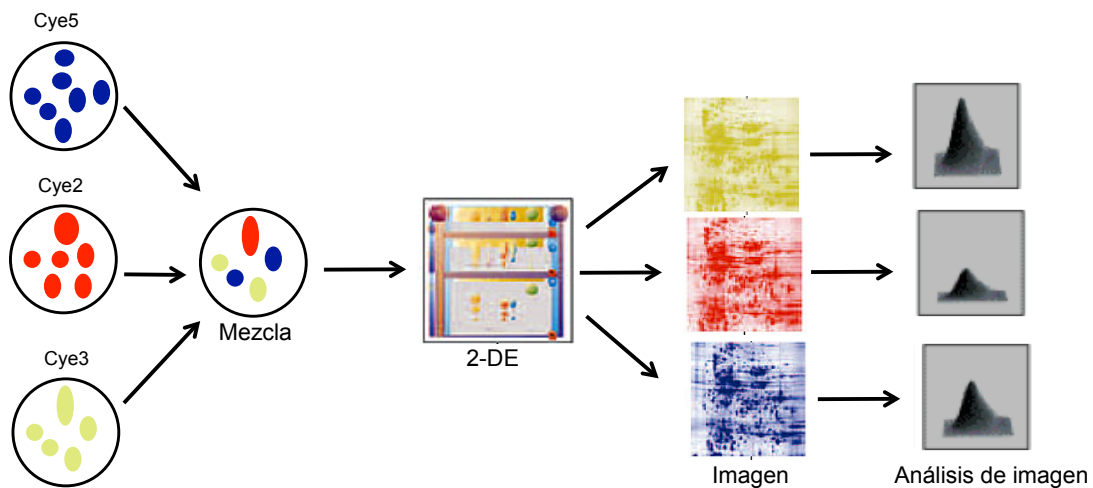 Cye5
Cye2
Mezcla
Cye3
2-DE
Imagen
Análisis de imagen